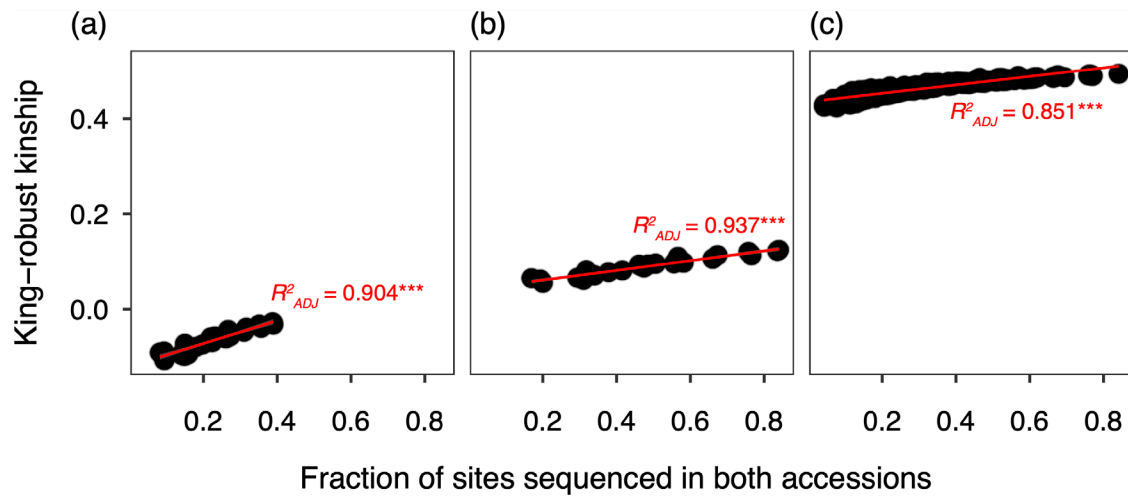 (a)
(b)
(c)
King–robust kinship
0.4
0.2
0.0
R²ADJ = 0.904***
R²ADJ = 0.937***
R²ADJ = 0.851***
0.2 0.4 0.6 0.8
0.2 0.4 0.6 0.8
0.2 0.4 0.6 0.8
Fraction of sites sequenced in both accessions